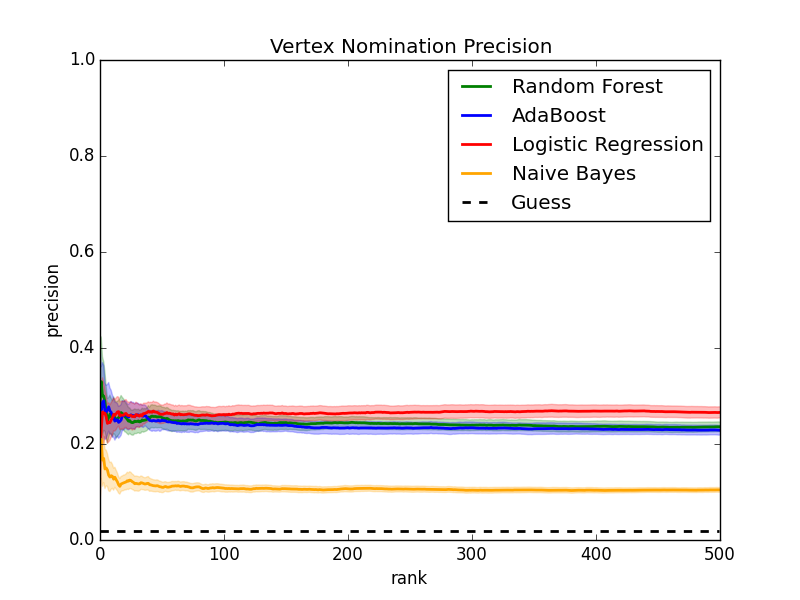 Vertex Nomination Precision
1.0
0.8
0.6
0.4
0.2
0.0
precision
Random Forest
AdaBoost
Logistic Regression
Naive Bayes
Guess
0 100 200 300 400 500
rank